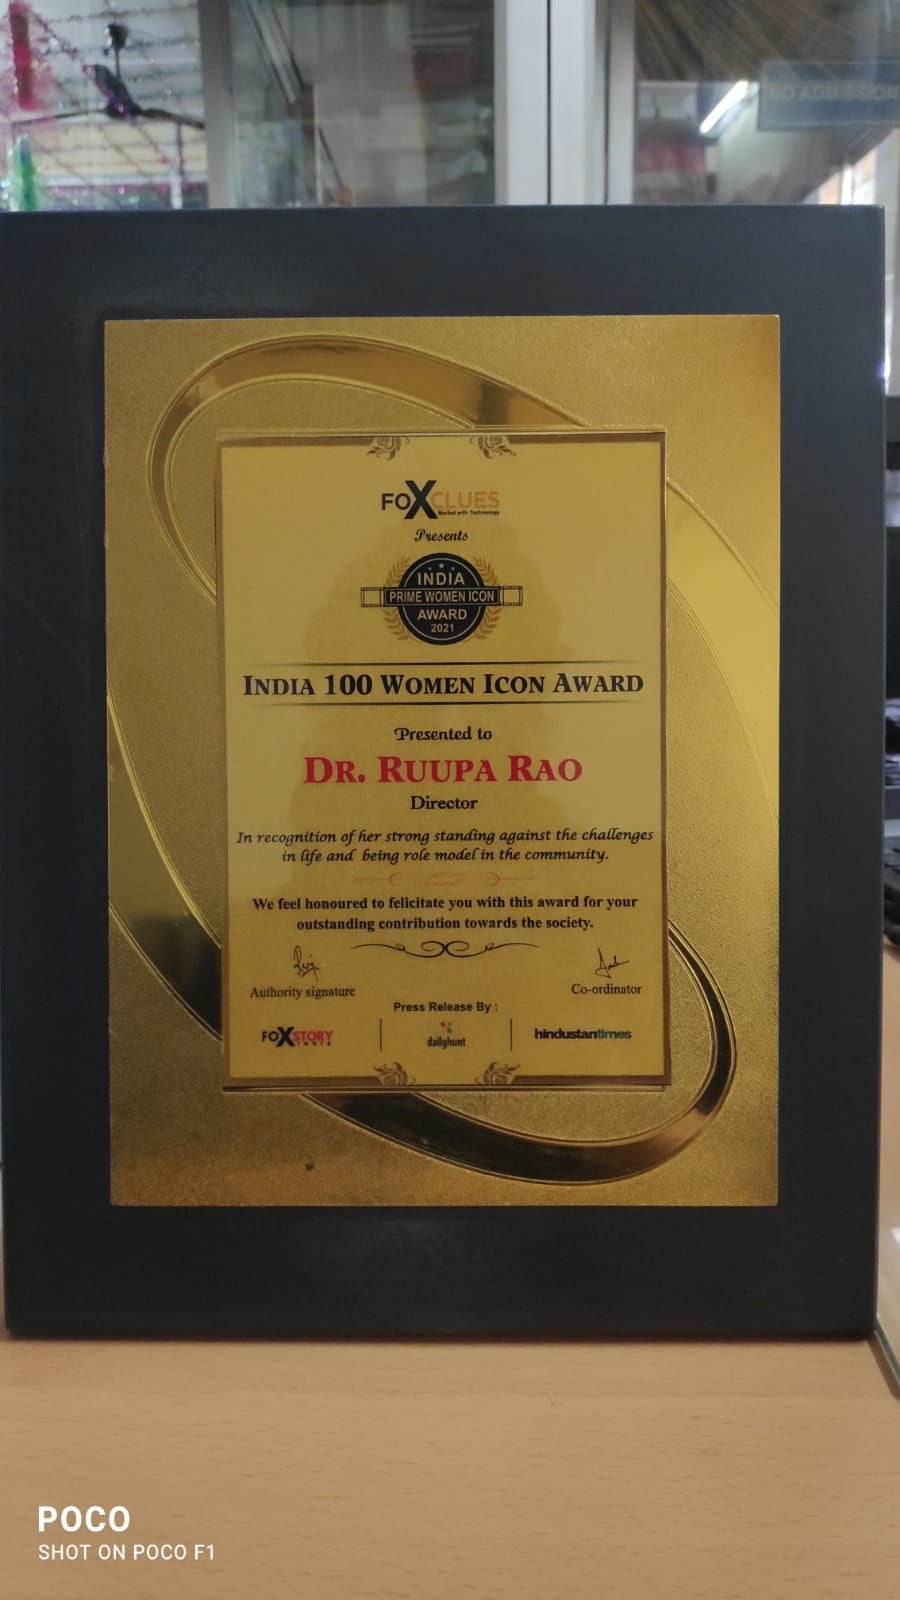 NO ADMISSION
FOXCLUES
Market with Technology
Presents
INDIA
PRIME WOMEN ICON
AWARD
2021
INDIA 100 WOMEN ICON AWARD
Presented to
DR. RUUPA RAO
Director
In recognition of her strong standing against the challenges
in life and being role model in the community.
We feel honoured to felicitate you with this award for your
outstanding contribution towards the society.
Authority signature
Co-ordinator
Press Release By :
FOXSTORY
INDIA
dailyhunt
hindustantimes
POCO
SHOT ON POCO F1